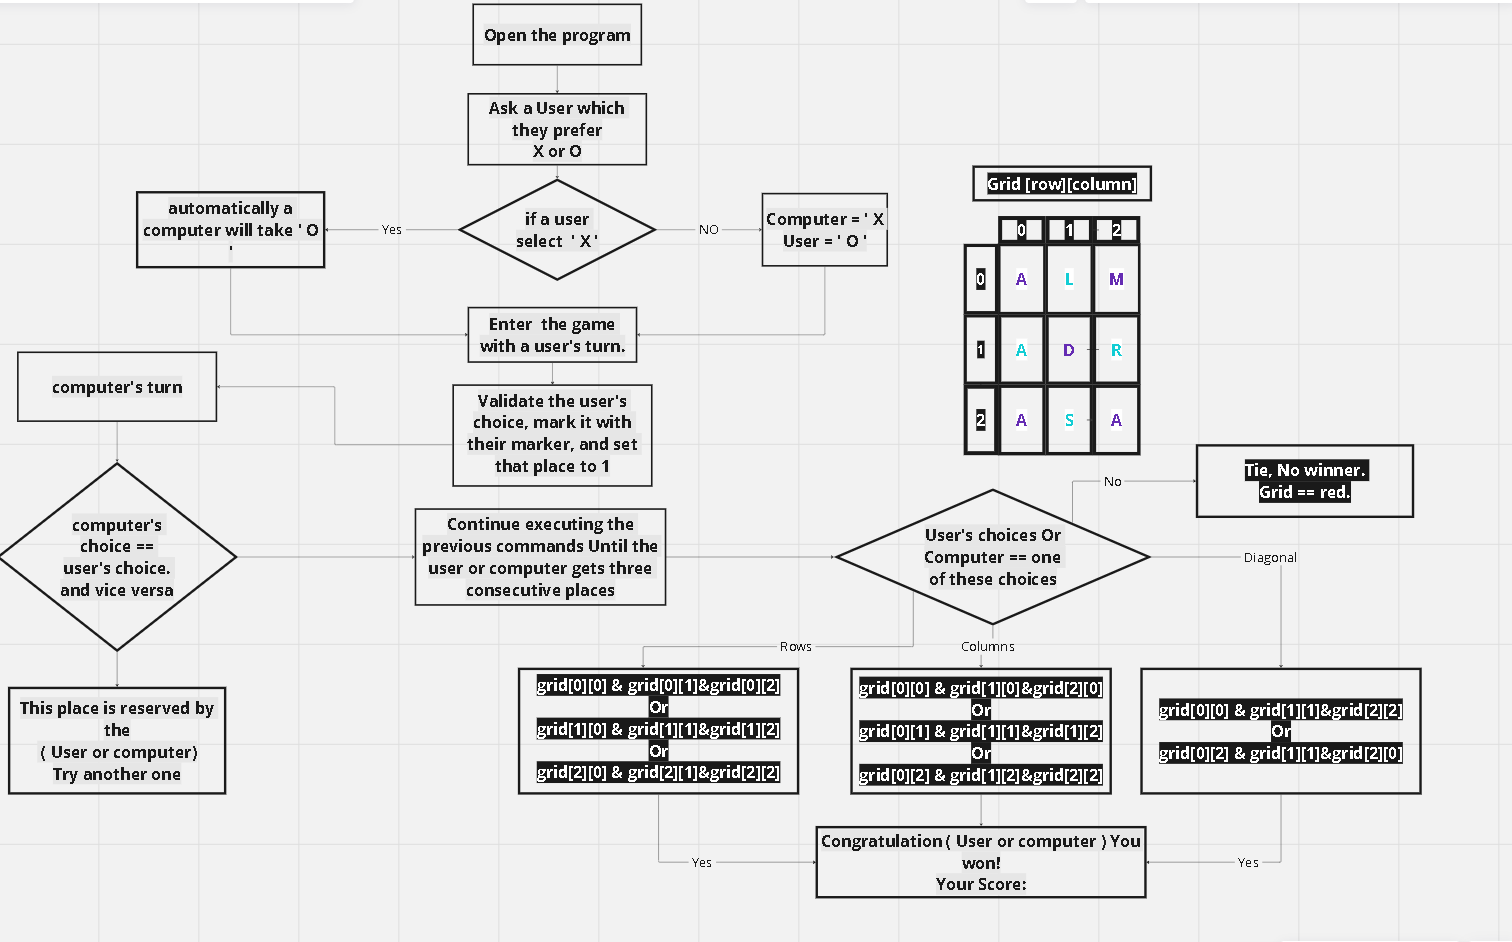 Open the program
Ask a User which
they prefer
X or O
if a user
select ' X '
Yes
NO
automatically a
computer will take ' O
'
Computer = ' X
User = ' O '
Enter the game
with a user's turn.
Validate the user's
choice, mark it with
their marker, and set
that place to 1
computer's turn
computer's
choice ==
user's choice.
and vice versa
This place is reserved by
the
( User or computer)
Try another one
Continue executing the
previous commands Until the
user or computer gets three
consecutive places
Grid [row][column]
0 1 2
0 A L M
1 A D R
2 A S A
User's choices Or
Computer == one
of these choices
No
Tie, No winner.
Grid == red.
Diagonal
Rows
Columns
grid[0][0] & grid[0][1]&grid[0][2]
Or
grid[1][0] & grid[1][1]&grid[1][2]
Or
grid[2][0] & grid[2][1]&grid[2][2]
grid[0][0] & grid[1][0]&grid[2][0]
Or
grid[0][1] & grid[1][1]&grid[1][2]
Or
grid[0][2] & grid[1][2]&grid[2][2]
grid[0][0] & grid[1][1]&grid[2][2]
Or
grid[0][2] & grid[1][1]&grid[2][0]
Yes
Yes
Congratulation ( User or computer ) You
won!
Your Score: